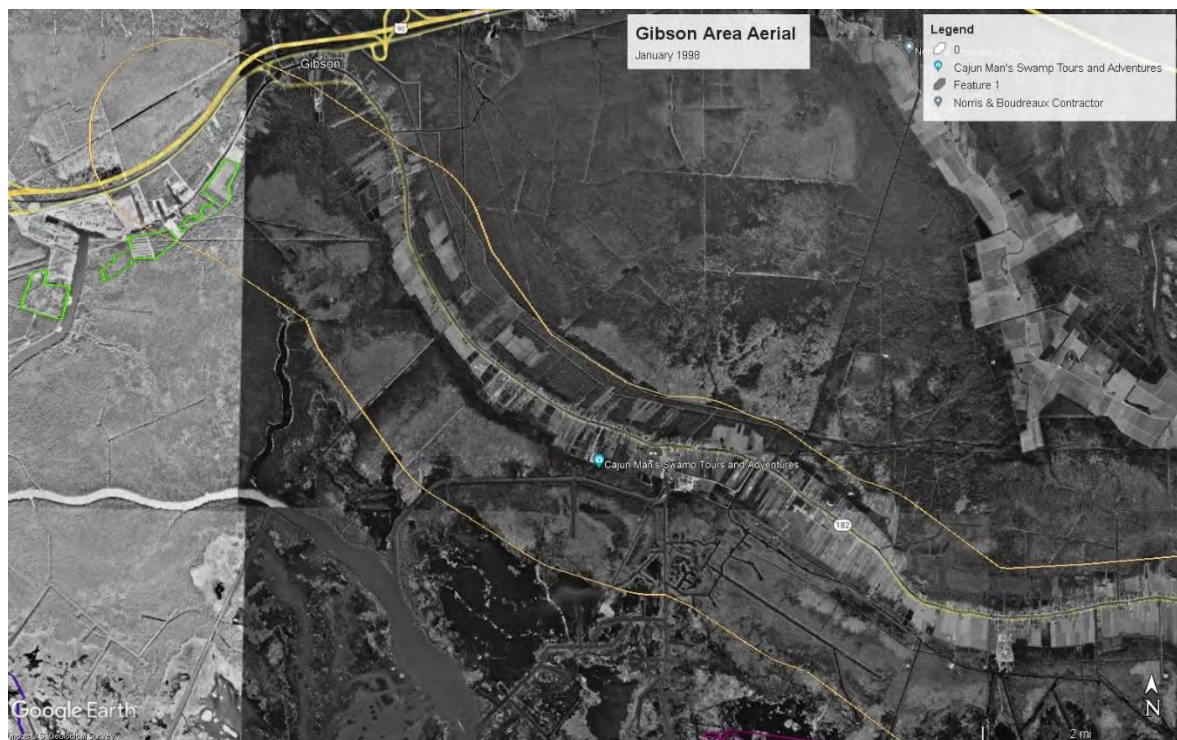 Gibson Area Aerial
January 1998
Legend
0
Cajun Man's Swamp Tours and Adventures
Feature 1
Norris & Boudreaux Contractor
90
Gibson
Cajun Man's Swamp Tours and Adventures
182
Google Earth
N
2 mi